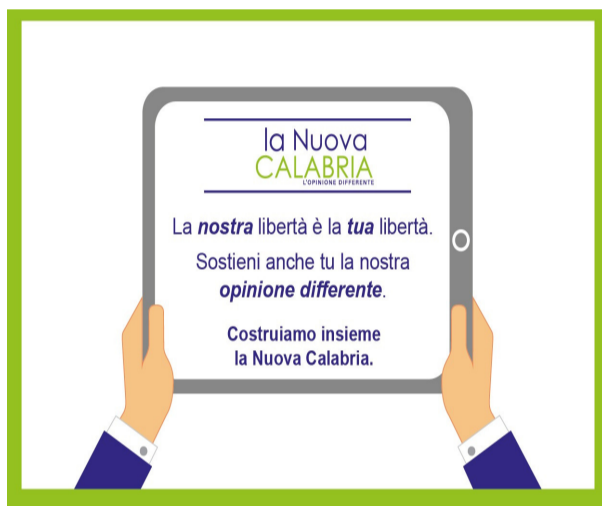 la Nuova
CALABRIA
L'OPINIONE DIFFERENTE
La nostra libertà è la tua libertà.
Sostieni anche tu la nostra
opinione differente.
Costruiamo insieme
la Nuova Calabria.